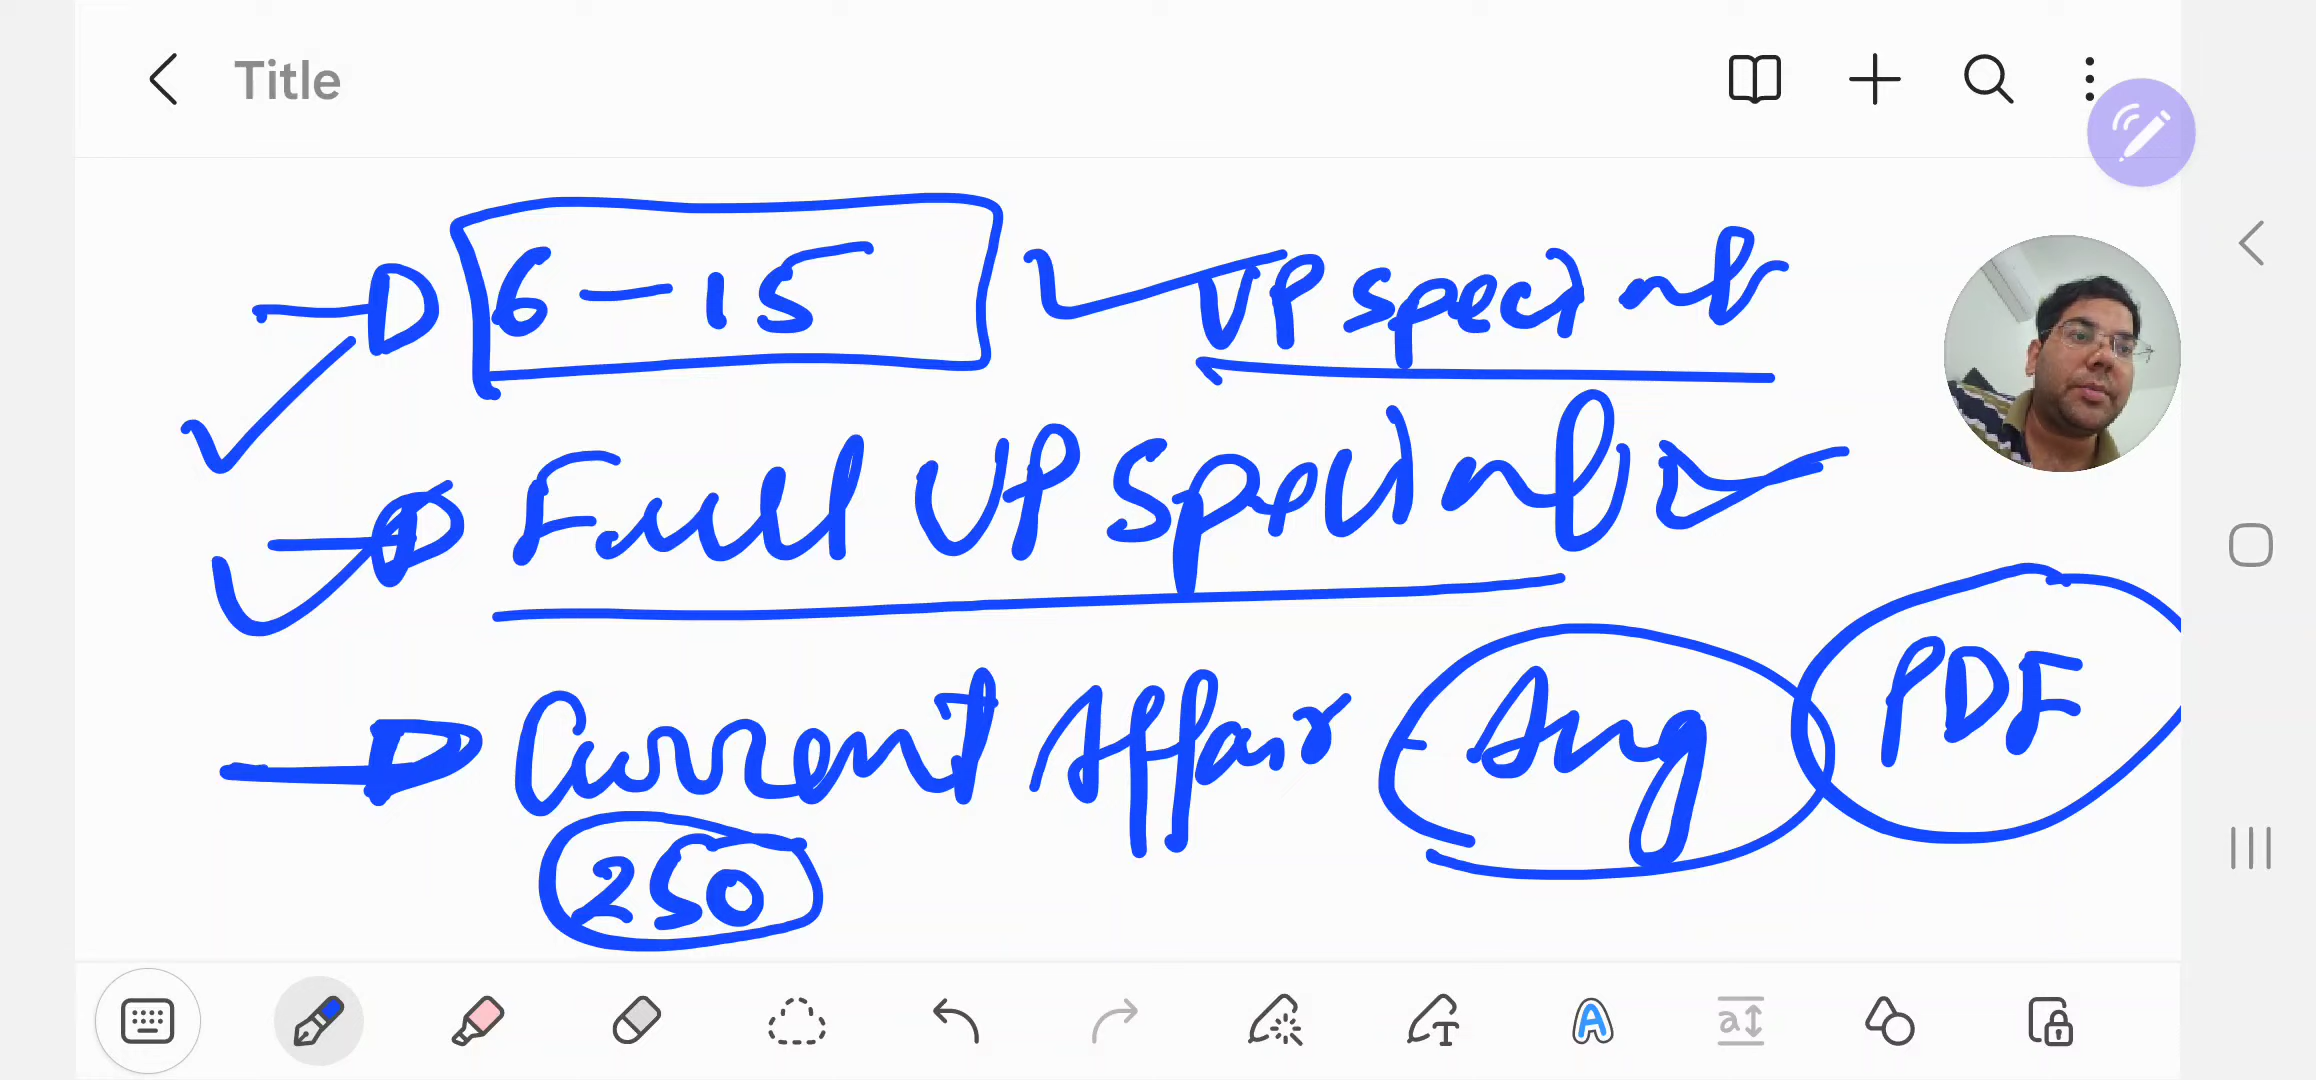 Title
6-15 UP special
Full UP special
Current Affair - Aug PDF
250